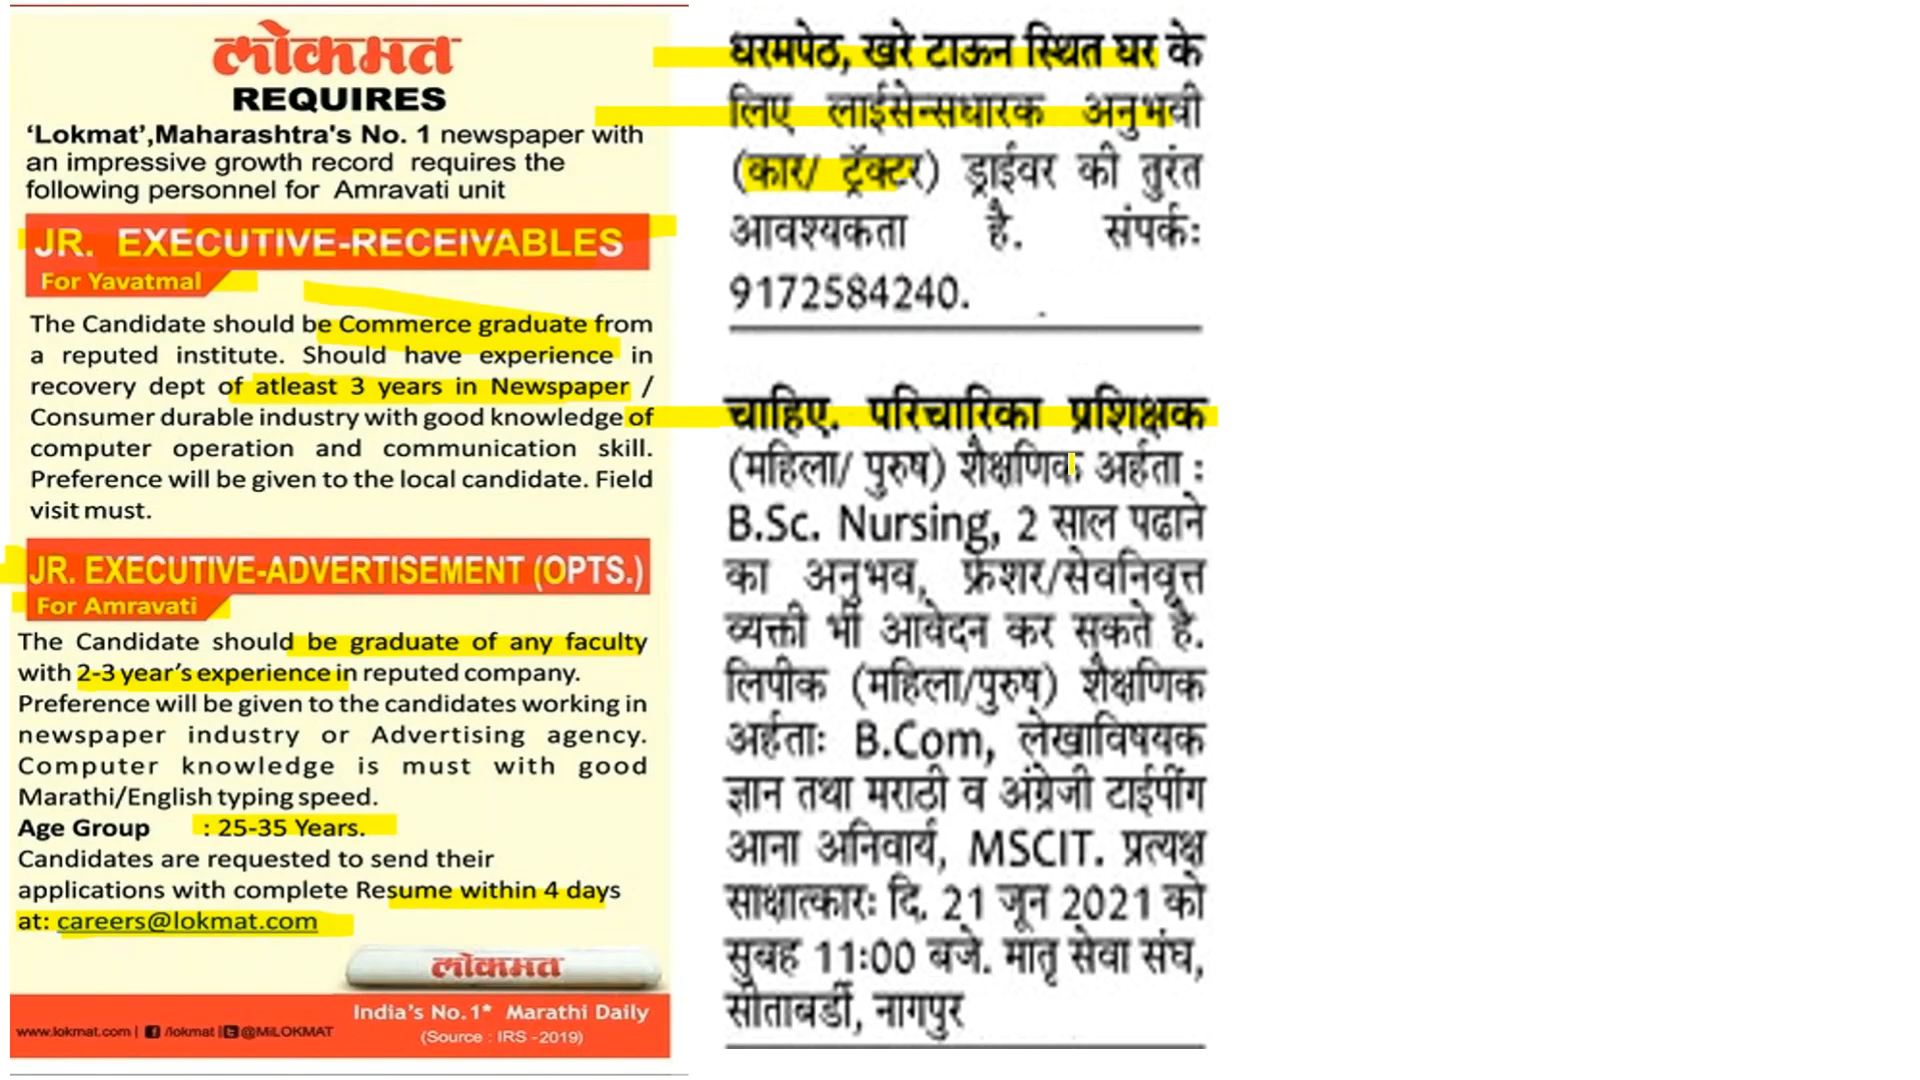 लोकमत
REQUIRES
‘Lokmat’,Maharashtra's No. 1 newspaper with
an impressive growth record requires the
following personnel for Amravati unit
JR. EXECUTIVE-RECEIVABLES
For Yavatmal
The Candidate should be Commerce graduate from
a reputed institute. Should have experience in
recovery dept of atleast 3 years in Newspaper /
Consumer durable industry with good knowledge of
computer operation and communication skill.
Preference will be given to the local candidate. Field
visit must.
JR. EXECUTIVE-ADVERTISEMENT (OPTS.)
For Amravati
The Candidate should be graduate of any faculty
with 2-3 year’s experience in reputed company.
Preference will be given to the candidates working in
newspaper industry or Advertising agency.
Computer knowledge is must with good
Marathi/English typing speed.
Age Group : 25-35 Years.
Candidates are requested to send their
applications with complete Resume within 4 days
at: careers@lokmat.com
लोकमत
India’s No.1* Marathi Daily
www.lokmat.com | /lokmat | @MiLOKMAT
(Source : IRS -2019)
धरमपेठ, खरे टाऊन स्थित घर के
लिए लाईसेन्सधारक अनुभवी
(कार/ ट्रॅक्टर) ड्राईवर की तुरंत
आवश्यकता है. संपर्कः
9172584240.
चाहिए. परिचारिका प्रशिक्षक
(महिला/ पुरुष) शैक्षणिक अर्हता :
B.Sc. Nursing, 2 साल पढाने
का अनुभव, फ्रेशर/सेवनिवृत्त
व्यक्ती भी आवेदन कर सकते है.
लिपीक (महिला/पुरुष) शैक्षणिक
अर्हताः B.Com, लेखाविषयक
ज्ञान तथा मराठी व अंग्रेजी टाईपींग
आना अनिवार्य, MSCIT. प्रत्यक्ष
साक्षात्कारः दि. 21 जून 2021 को
सुबह 11:00 बजे. मातृ सेवा संघ,
सीताबर्डी, नागपुर